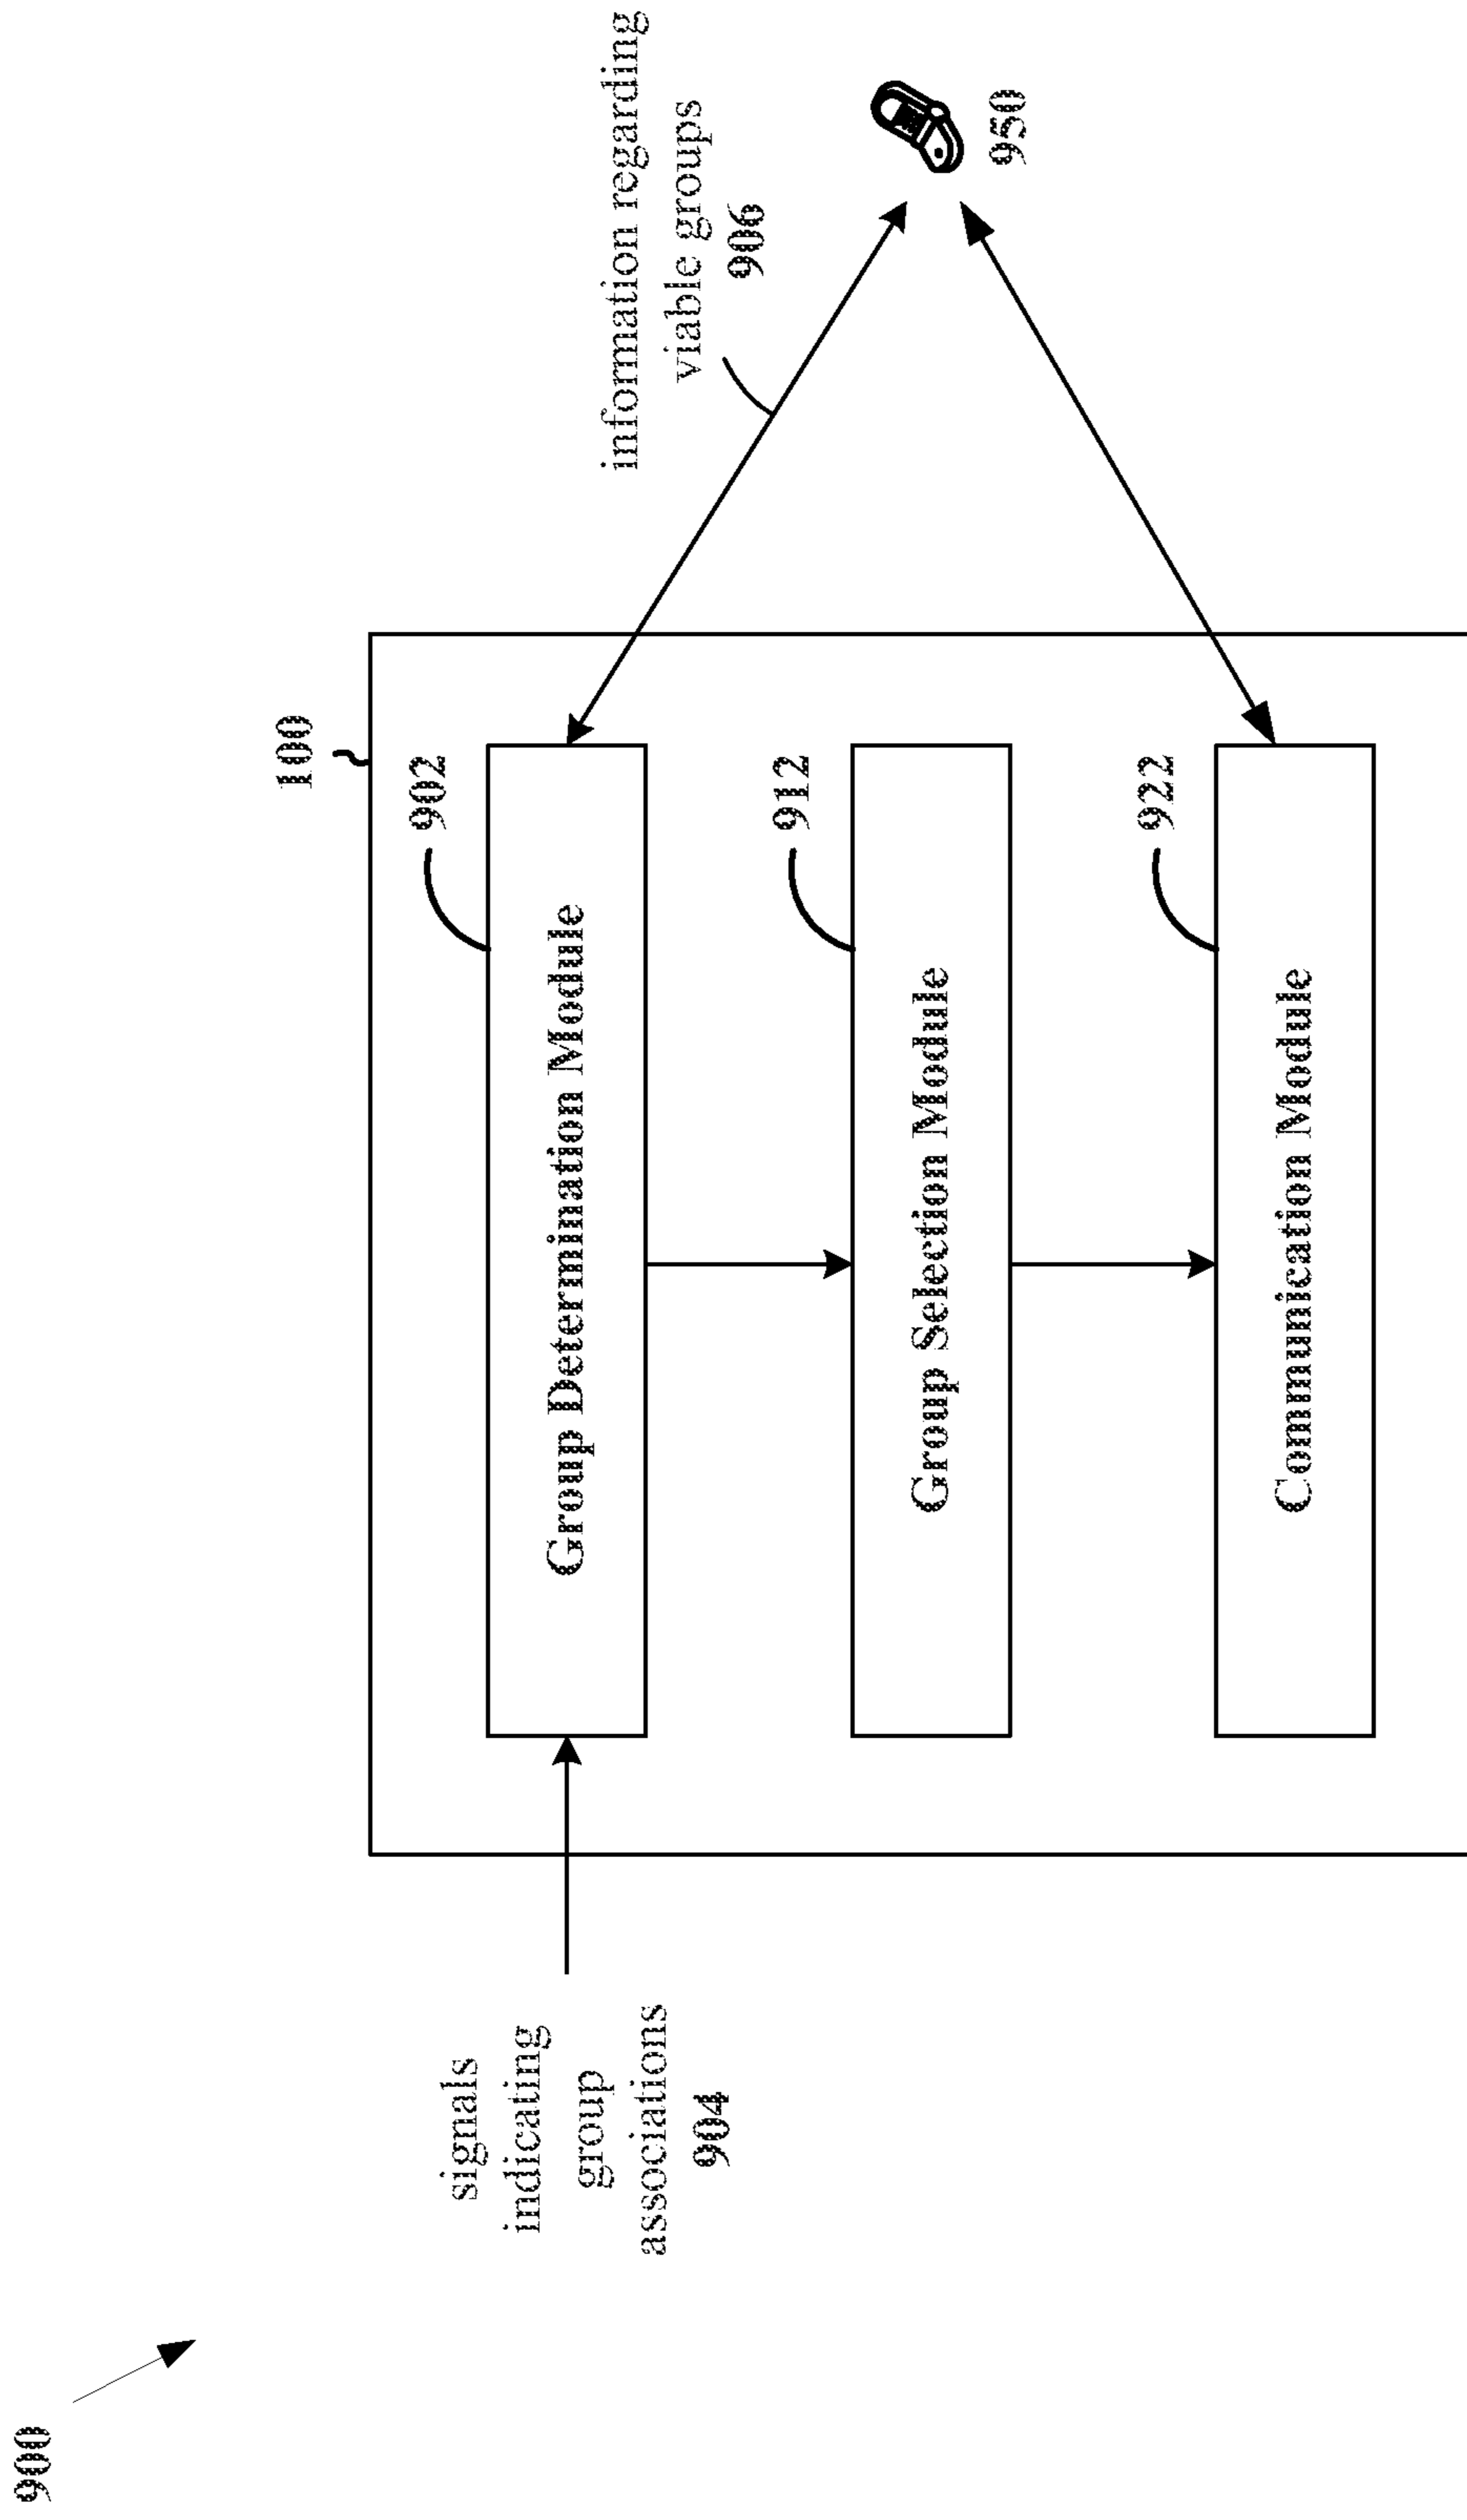 900
100
signals
indicating
group
associations
904
Group Determination Module
902
information regarding
viable groups
906
Group Selection Module
912
950
Communication Module
922